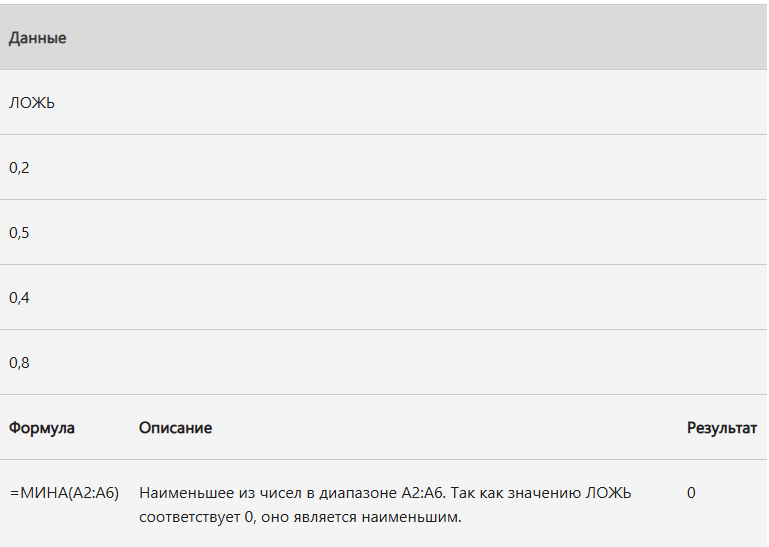 Данные
ЛОЖЬ
0,2
0,5
0,4
0,8
Формула Описание Результат
=МИНА(A2:A6) Наименьшее из чисел в диапазоне A2:A6. Так как значению ЛОЖЬ 0
соответствует 0, оно является наименьшим.